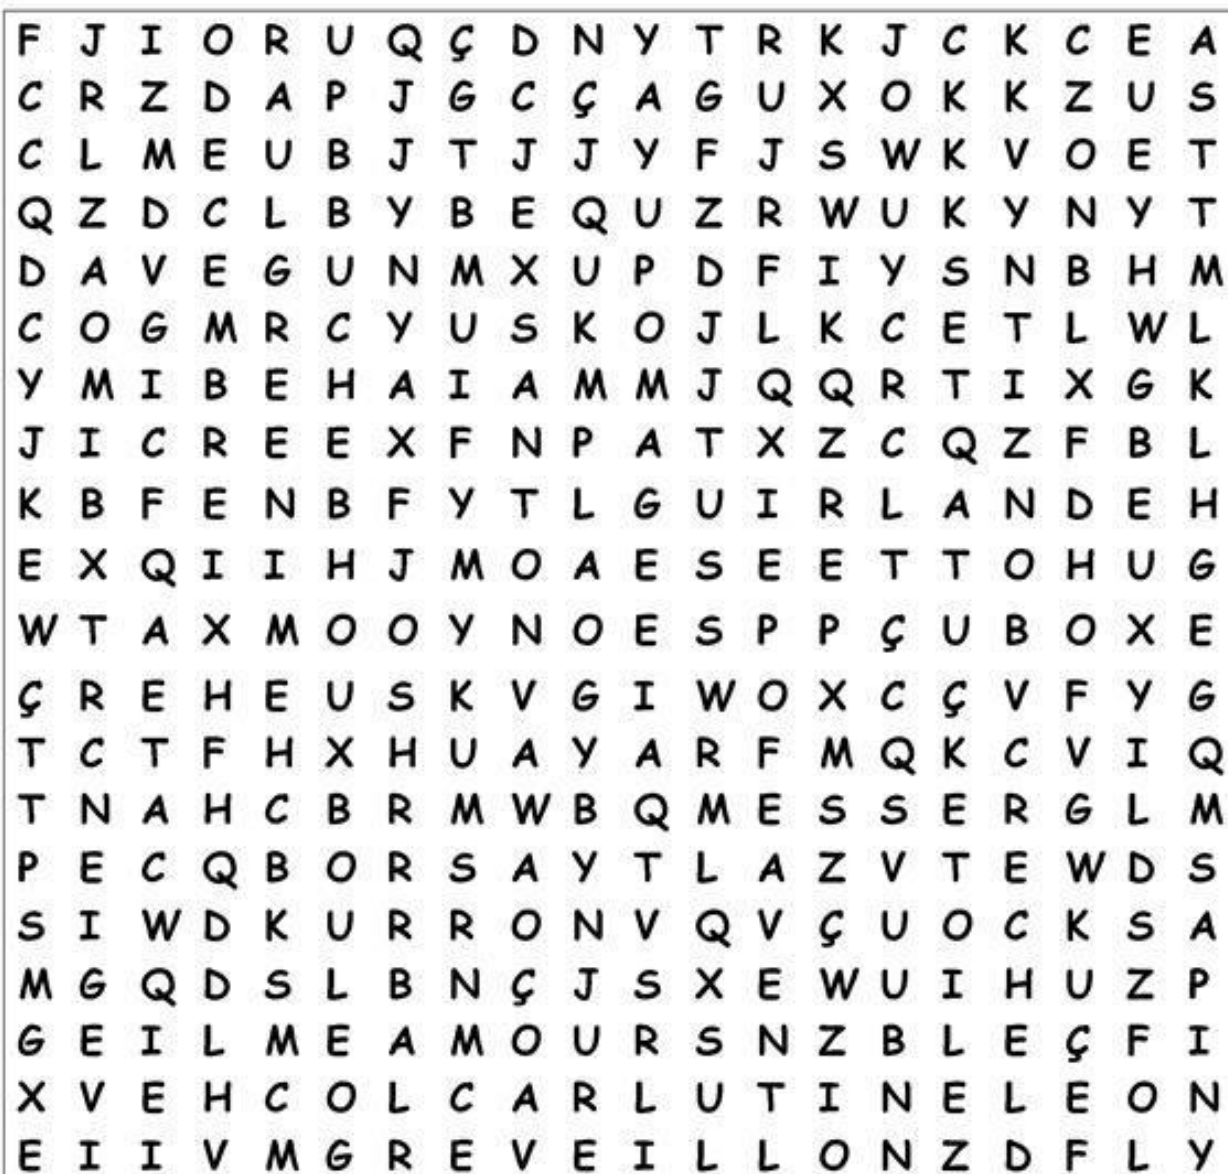 F J I O R U Q Ç D N Y T R K J C K C E A
C R Z D A P J G C Ç A G U X O K K Z U S
C L M E U B J T J J Y F J S W K V O E T
Q Z D C L B Y B E Q U Z R W U K Y N Y T
D A V E G U N M X U P D F I Y S N B H M
C O G M R C Y U S K O J L K C E T L W L
Y M I B E H A I A M M J Q Q R T I X G K
J I C R E E X F N P A T X Z C Q Z F B L
K B F E N B F Y T L G U I R L A N D E H
E X Q I I H J M O A E S E E T T O H U G
W T A X M O O Y N O E S P P Ç U B O X E
Ç R E H E U S K V G I W O X C Ç V F Y G
T C T F H X H U A Y A R F M Q K C V I Q
T N A H C B R M W B Q M E S S E R G L M
P E C Q B O R S A Y T L A Z V T E W D S
S I W D K U R R O N V Q V Ç U O C K S A
M G Q D S L B N Ç J S X E W U I H U Z P
G E I L M E A M O U R S N Z B L E Ç F I
X V E H C O L C A R L U T I N E L E O N
E I I V M G R E V E I L L O N Z D F L Y